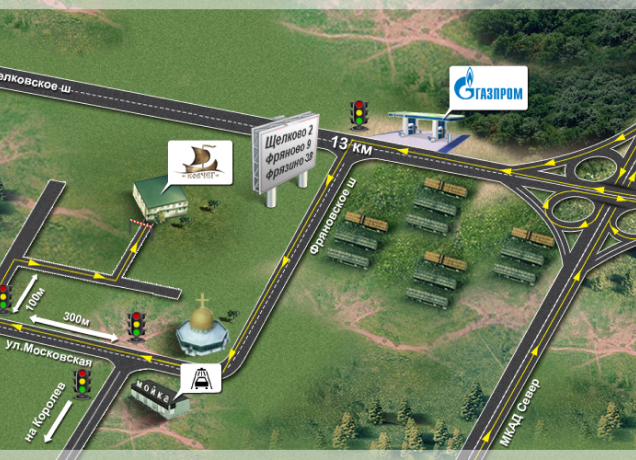 елковское ш
ГАЗПРОМ
Щелково 2
Фряново 9
Фрязино 38
13 км
КОВЧЕГ
Фряновское ш
100м
300м
ул.Московская
МОЙКА
на Королев
МКАД Север